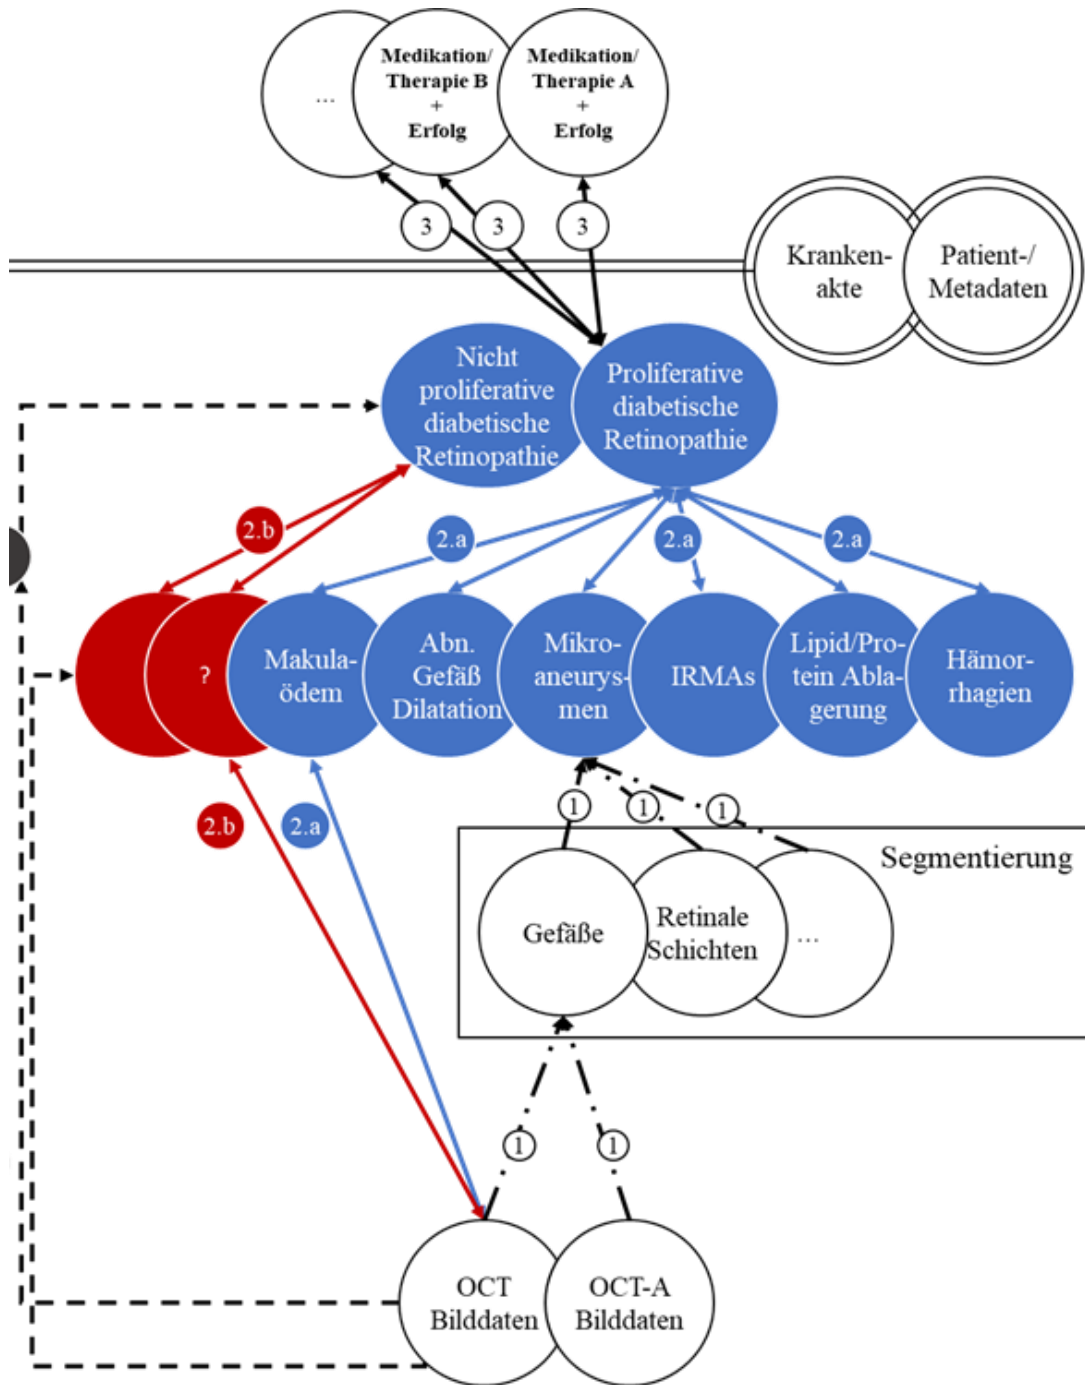 ...
Medikation/
Therapie B
+
Erfolg
Medikation/
Therapie A
+
Erfolg
3
3
3
Kranken-
akte
Patient-/
Metadaten
Nicht
proliferative
diabetische
Retinopathie
Proliferative
diabetische
Retinopathie
2.b
2.a
2.a
2.a
?
Makula-
ödem
Abn.
Gefäß
Dilatation
Mikro-
aneurys-
men
IRMAs
Lipid/Pro-
tein Abla-
gerung
Hämor-
rhagien
2.b
2.a
1
1
1
Segmentierung
Gefäße
Retinale
Schichten
...
1
1
OCT
Bilddaten
OCT-A
Bilddaten